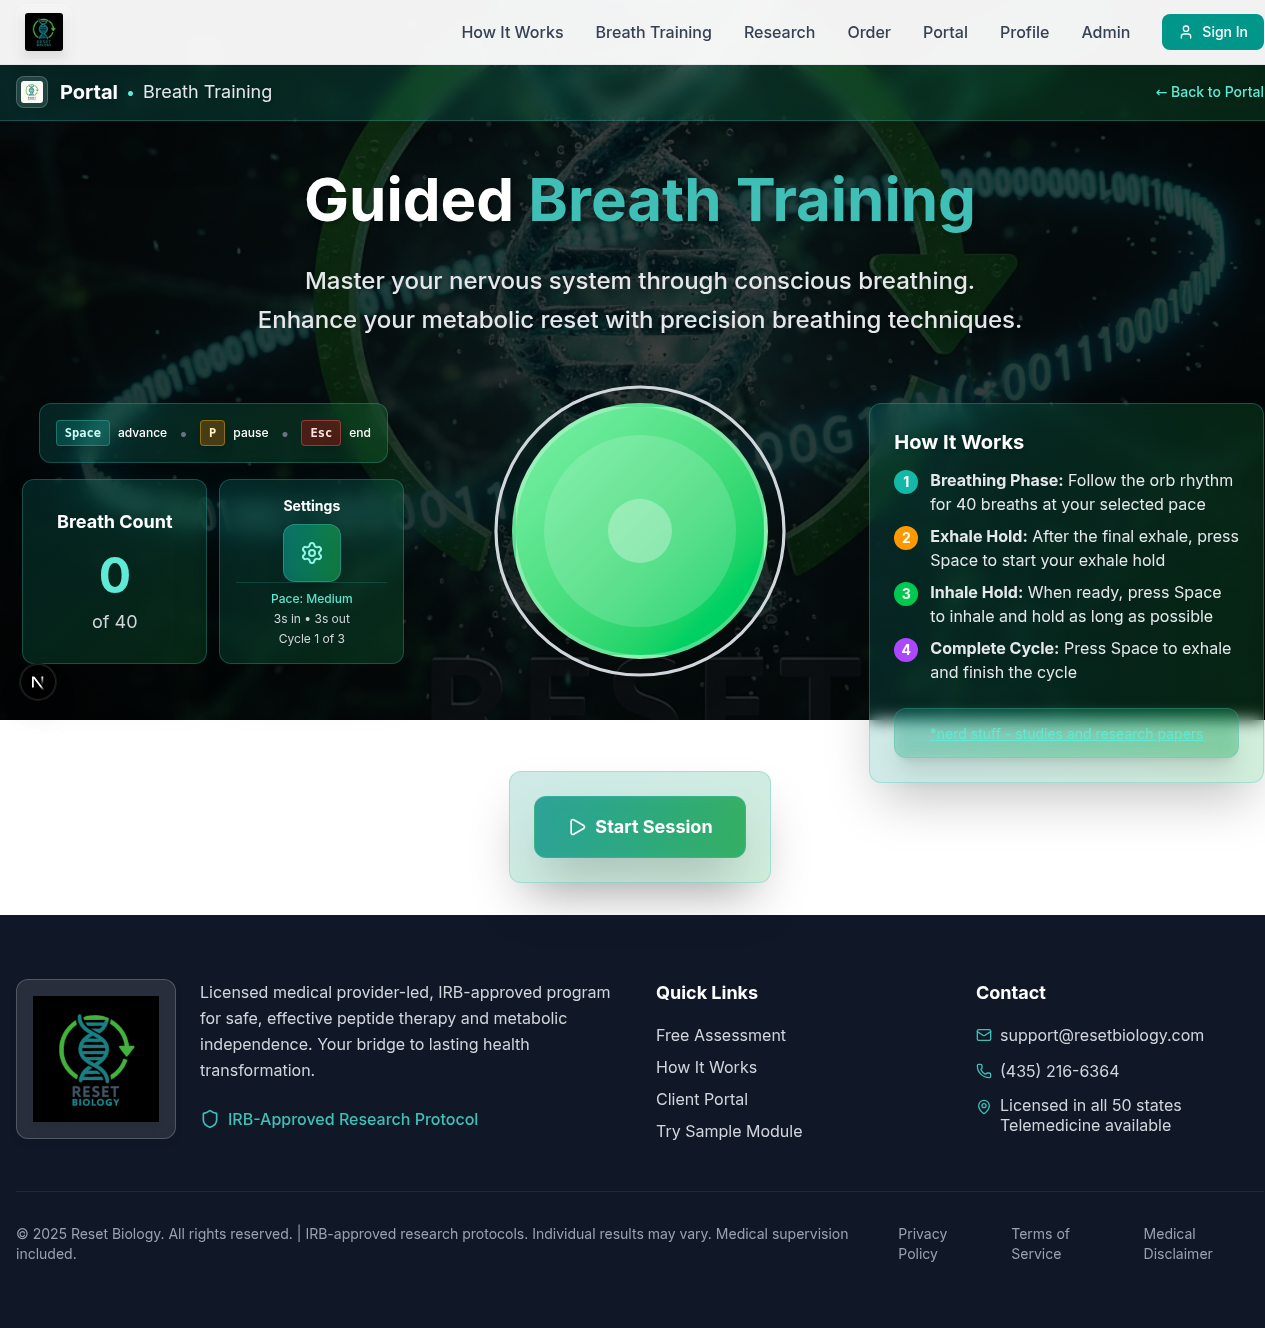 How It Works
Breath Training
Research
Order
Portal
Profile
Admin
Sign In
Portal • Breath Training
← Back to Portal
Guided Breath Training
Master your nervous system through conscious breathing.
Enhance your metabolic reset with precision breathing techniques.
Space advance • P pause • Esc end
Breath Count
0
of 40
Settings
Pace: Medium
3s in • 3s out
Cycle 1 of 3
How It Works
1 Breathing Phase: Follow the orb rhythm
for 40 breaths at your selected pace
2 Exhale Hold: After the final exhale, press
Space to start your exhale hold
3 Inhale Hold: When ready, press Space
to inhale and hold as long as possible
4 Complete Cycle: Press Space to exhale
and finish the cycle
*nerd stuff - studies and research papers
RESET
N
Start Session
RESET
BIOLOGY
Licensed medical provider-led, IRB-approved program
for safe, effective peptide therapy and metabolic
independence. Your bridge to lasting health
transformation.
IRB-Approved Research Protocol
Quick Links
Free Assessment
How It Works
Client Portal
Try Sample Module
Contact
support@resetbiology.com
(435) 216-6364
Licensed in all 50 states
Telemedicine available
© 2025 Reset Biology. All rights reserved. | IRB-approved research protocols. Individual results may vary. Medical supervision
included.
Privacy
Policy
Terms of
Service
Medical
Disclaimer